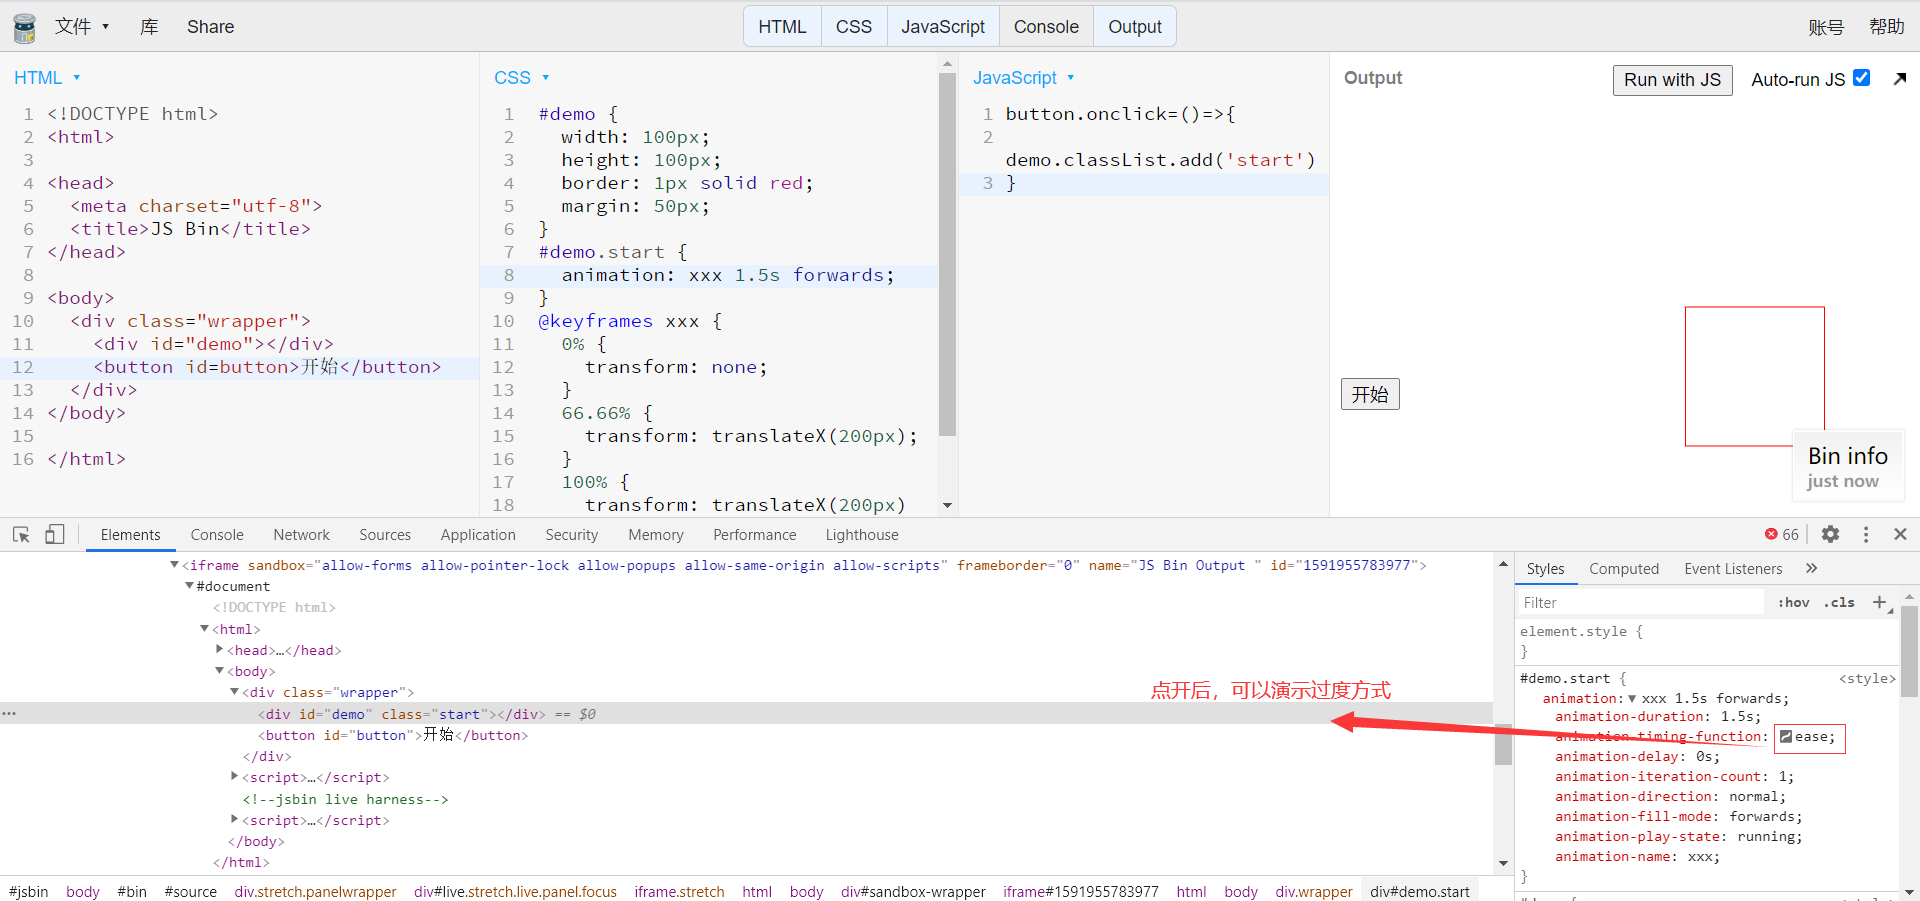 文件 ▾ 库 Share HTML CSS JavaScript Console Output 账号 帮助
HTML ▾
1 <!DOCTYPE html>
2 <html>
3
4 <head>
5 <meta charset="utf-8">
6 <title>JS Bin</title>
7 </head>
8
9 <body>
10 <div class="wrapper">
11 <div id="demo"></div>
12 <button id=button>开始</button>
13 </div>
14 </body>
15
16 </html>
CSS ▾
1 #demo {
2 width: 100px;
3 height: 100px;
4 border: 1px solid red;
5 margin: 50px;
6 }
7 #demo.start {
8 animation: xxx 1.5s forwards;
9 }
10 @keyframes xxx {
11 0% {
12 transform: none;
13 }
14 66.66% {
15 transform: translateX(200px);
16 }
17 100% {
18 transform: translateX(200px)
JavaScript ▾
1 button.onclick=()=>{
2
demo.classList.add('start')
3 }
Output Run with JS Auto-run JS
开始
Bin info
just now
Elements Console Network Sources Application Security Memory Performance Lighthouse 66
▼<iframe sandbox="allow-forms allow-pointer-lock allow-popups allow-same-origin allow-scripts" frameborder="0" name="JS Bin Output " id="1591955783977">
▼#document
<!DOCTYPE html>
▼<html>
▶<head>…</head>
▼<body>
▼<div class="wrapper">
<div id="demo" class="start"></div> == $0
<button id="button">开始</button>
</div>
▶<script>…</script>
<!--jsbin live harness-->
▶<script>…</script>
</body>
</html>
点开后，可以演示过度方式
Styles Computed Event Listeners »
Filter :hov .cls +
element.style {
}
#demo.start { <style>
animation:▼xxx 1.5s forwards;
animation-duration: 1.5s;
animation-timing-function: ease;
animation-delay: 0s;
animation-iteration-count: 1;
animation-direction: normal;
animation-fill-mode: forwards;
animation-play-state: running;
animation-name: xxx;
}
#jsbin body #bin #source div.stretch.panelwrapper div#live.stretch.live.panel.focus iframe.stretch html body div#sandbox-wrapper iframe#1591955783977 html body div.wrapper div#demo.start